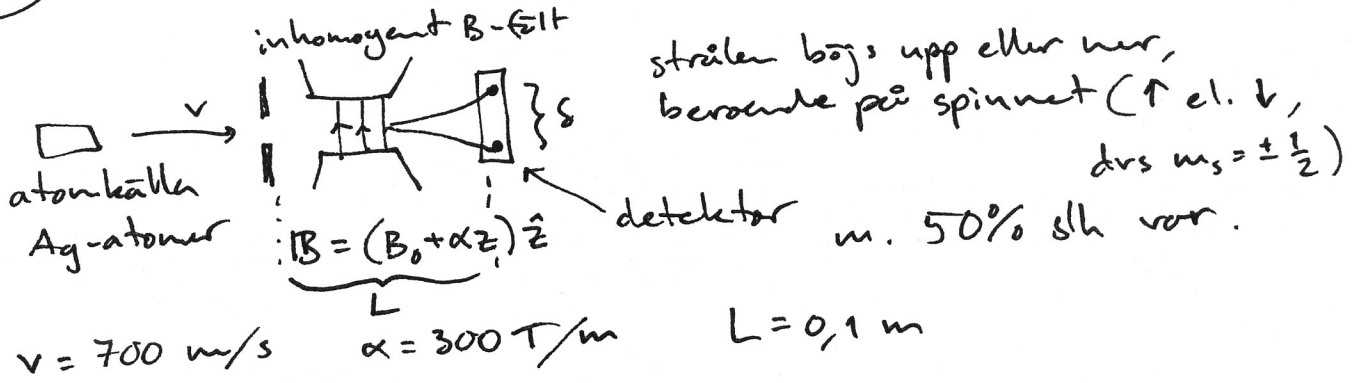 inhomogent B-fält
strålen böjs upp eller ner,
beroende på spinnet (↑ el. ↓,
dvs mₛ = ± 1/2)
m. 50% slh var.
v
}δ
atomkälla
Ag-atomer
detektor
B = (B₀+αz) ẑ
L
v = 700 m/s   α = 300 T/m   L = 0,1 m